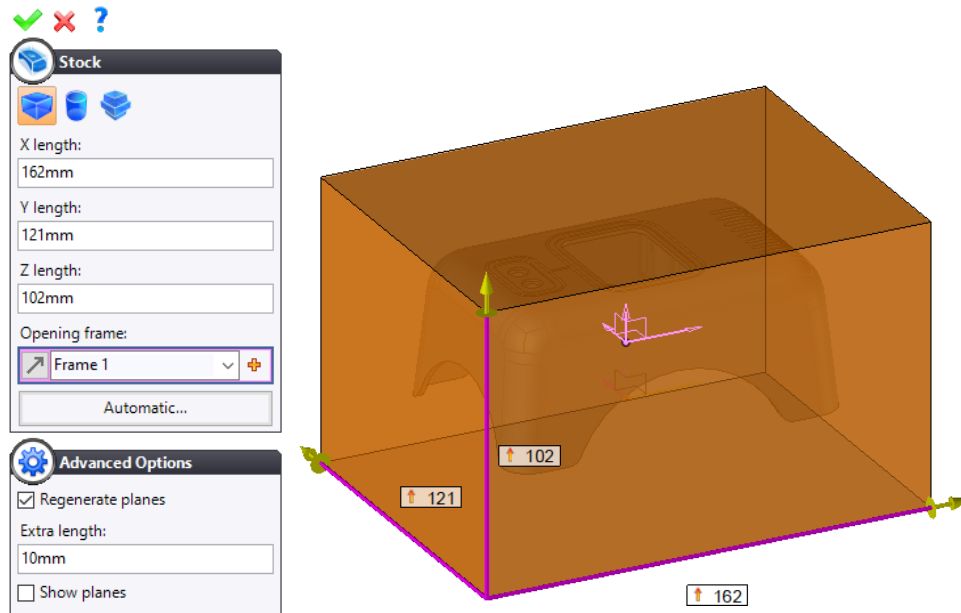 ?
Stock
X length:
162mm
Y length:
121mm
Z length:
102mm
Opening frame:
Frame 1
Automatic...
Advanced Options
Regenerate planes
Extra length:
10mm
Show planes
102
121
162